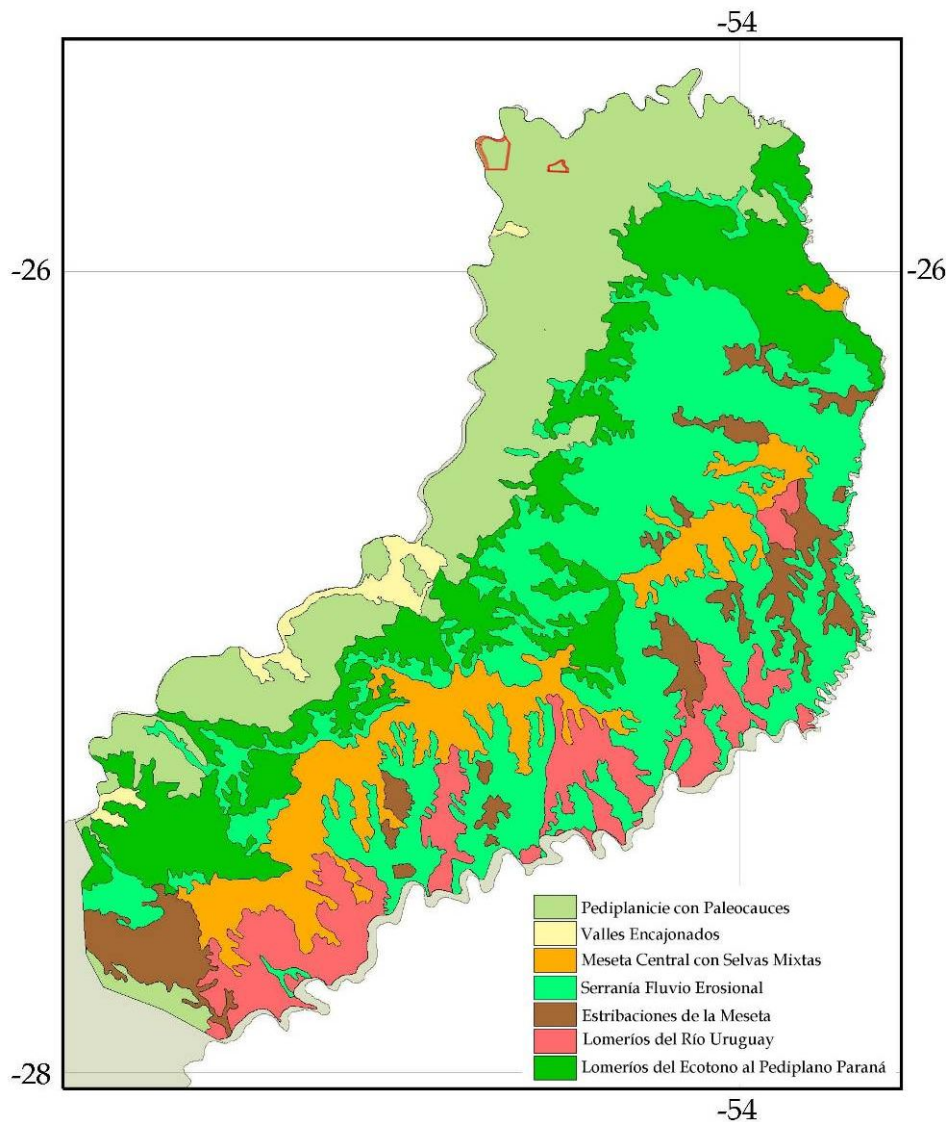 -54
-26
-26
Pediplanicie con Paleocauces
Valles Encajonados
Meseta Central con Selvas Mixtas
Serranía Fluvio Erosional
Estribaciones de la Meseta
Lomeríos del Río Uruguay
Lomeríos del Ecotono al Pediplano Paraná
-28
-54